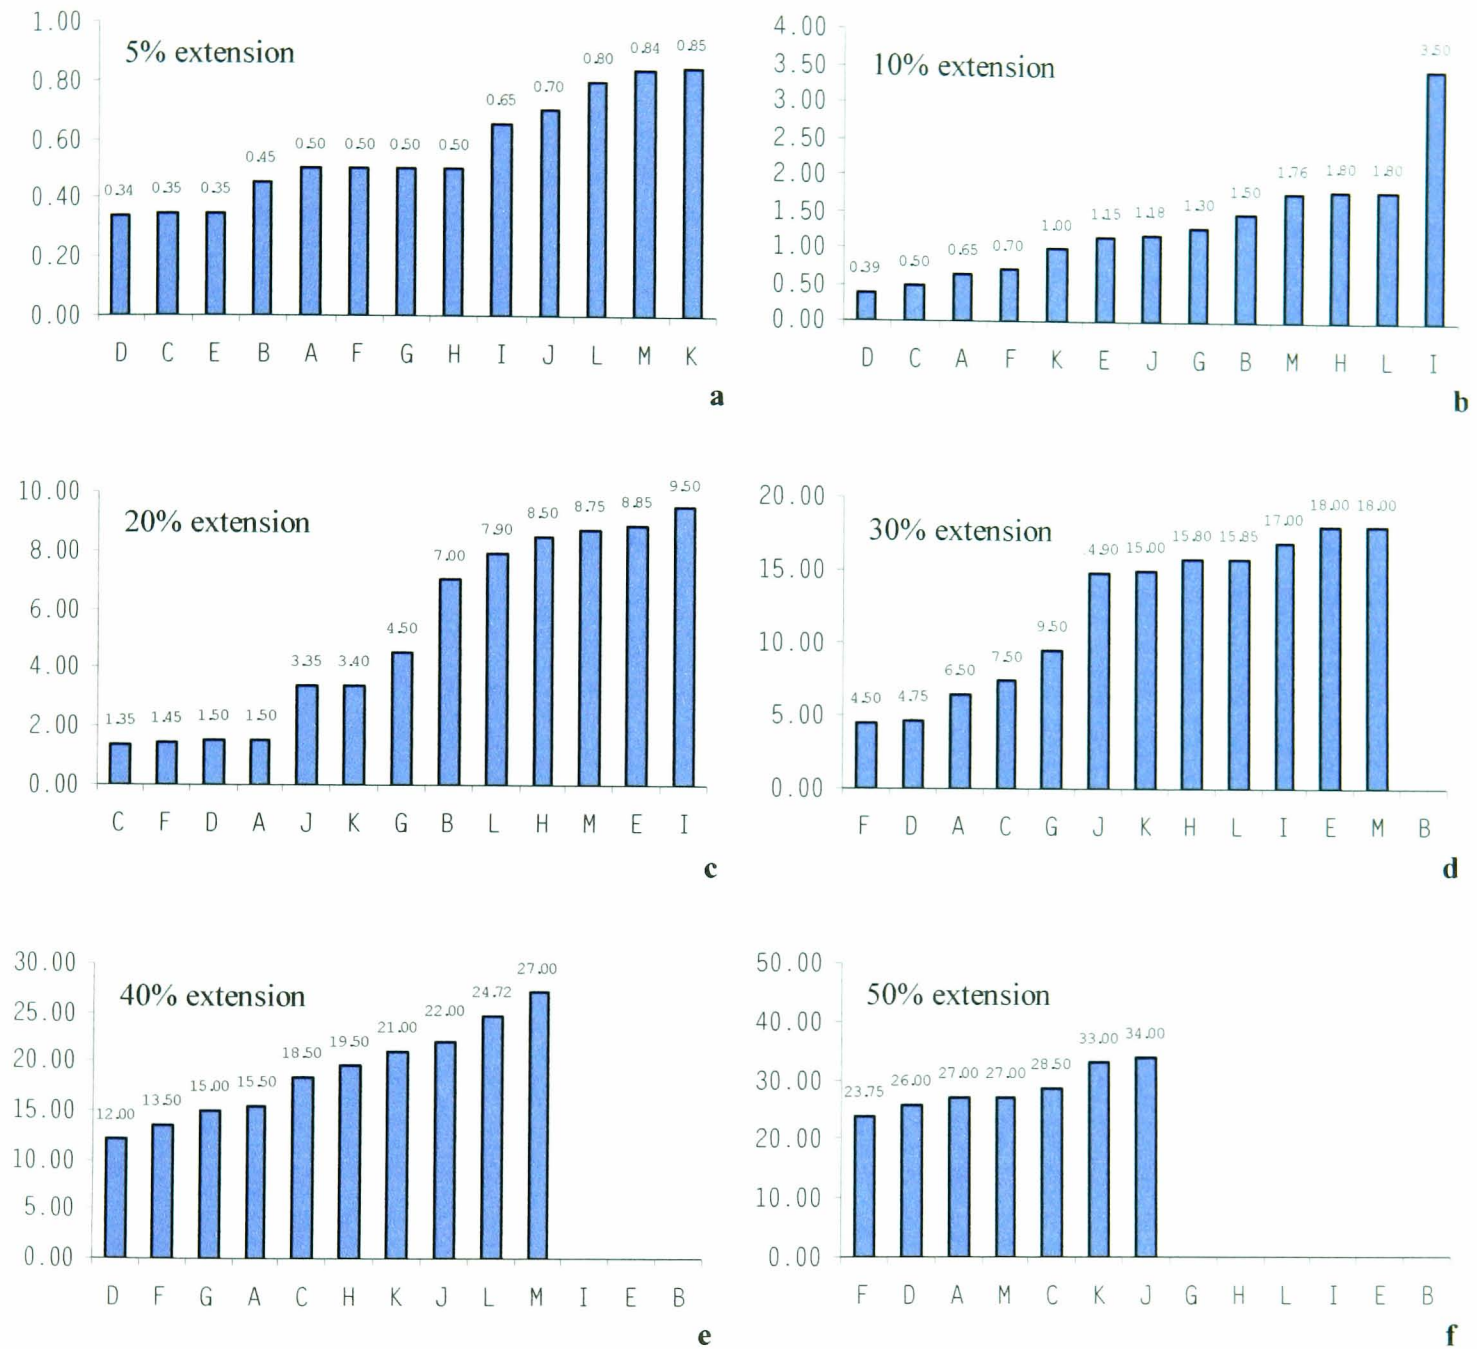 5% extension
1.00
0.80
0.60
0.40
0.20
0.00
0.34 0.35 0.35 0.45 0.50 0.50 0.50 0.50 0.65 0.70 0.80 0.84 0.85
D C E B A F G H I J L M K
a
10% extension
4.00
3.50
3.00
2.50
2.00
1.50
1.00
0.50
0.00
0.39 0.50 0.65 0.70 1.00 1.15 1.18 1.30 1.50 1.76 1.80 1.80 3.50
D C A F K E J G B M H L I
b
20% extension
10.00
8.00
6.00
4.00
2.00
0.00
1.35 1.45 1.50 1.50 3.35 3.40 4.50 7.00 7.90 8.50 8.75 8.85 9.50
C F D A J K G B L H M E I
c
30% extension
20.00
15.00
10.00
5.00
0.00
4.50 4.75 6.50 7.50 9.50 4.90 15.00 15.80 15.85 17.00 18.00 18.00
F D A C G J K H L I E M B
d
40% extension
30.00
25.00
20.00
15.00
10.00
5.00
0.00
12.00 13.50 15.00 15.50 18.50 19.50 21.00 22.00 24.72 27.00
D F G A C H K J L M I E B
e
50% extension
50.00
40.00
30.00
20.00
10.00
0.00
23.75 26.00 27.00 27.00 28.50 33.00 34.00
F D A M C K J G H L I E B
f